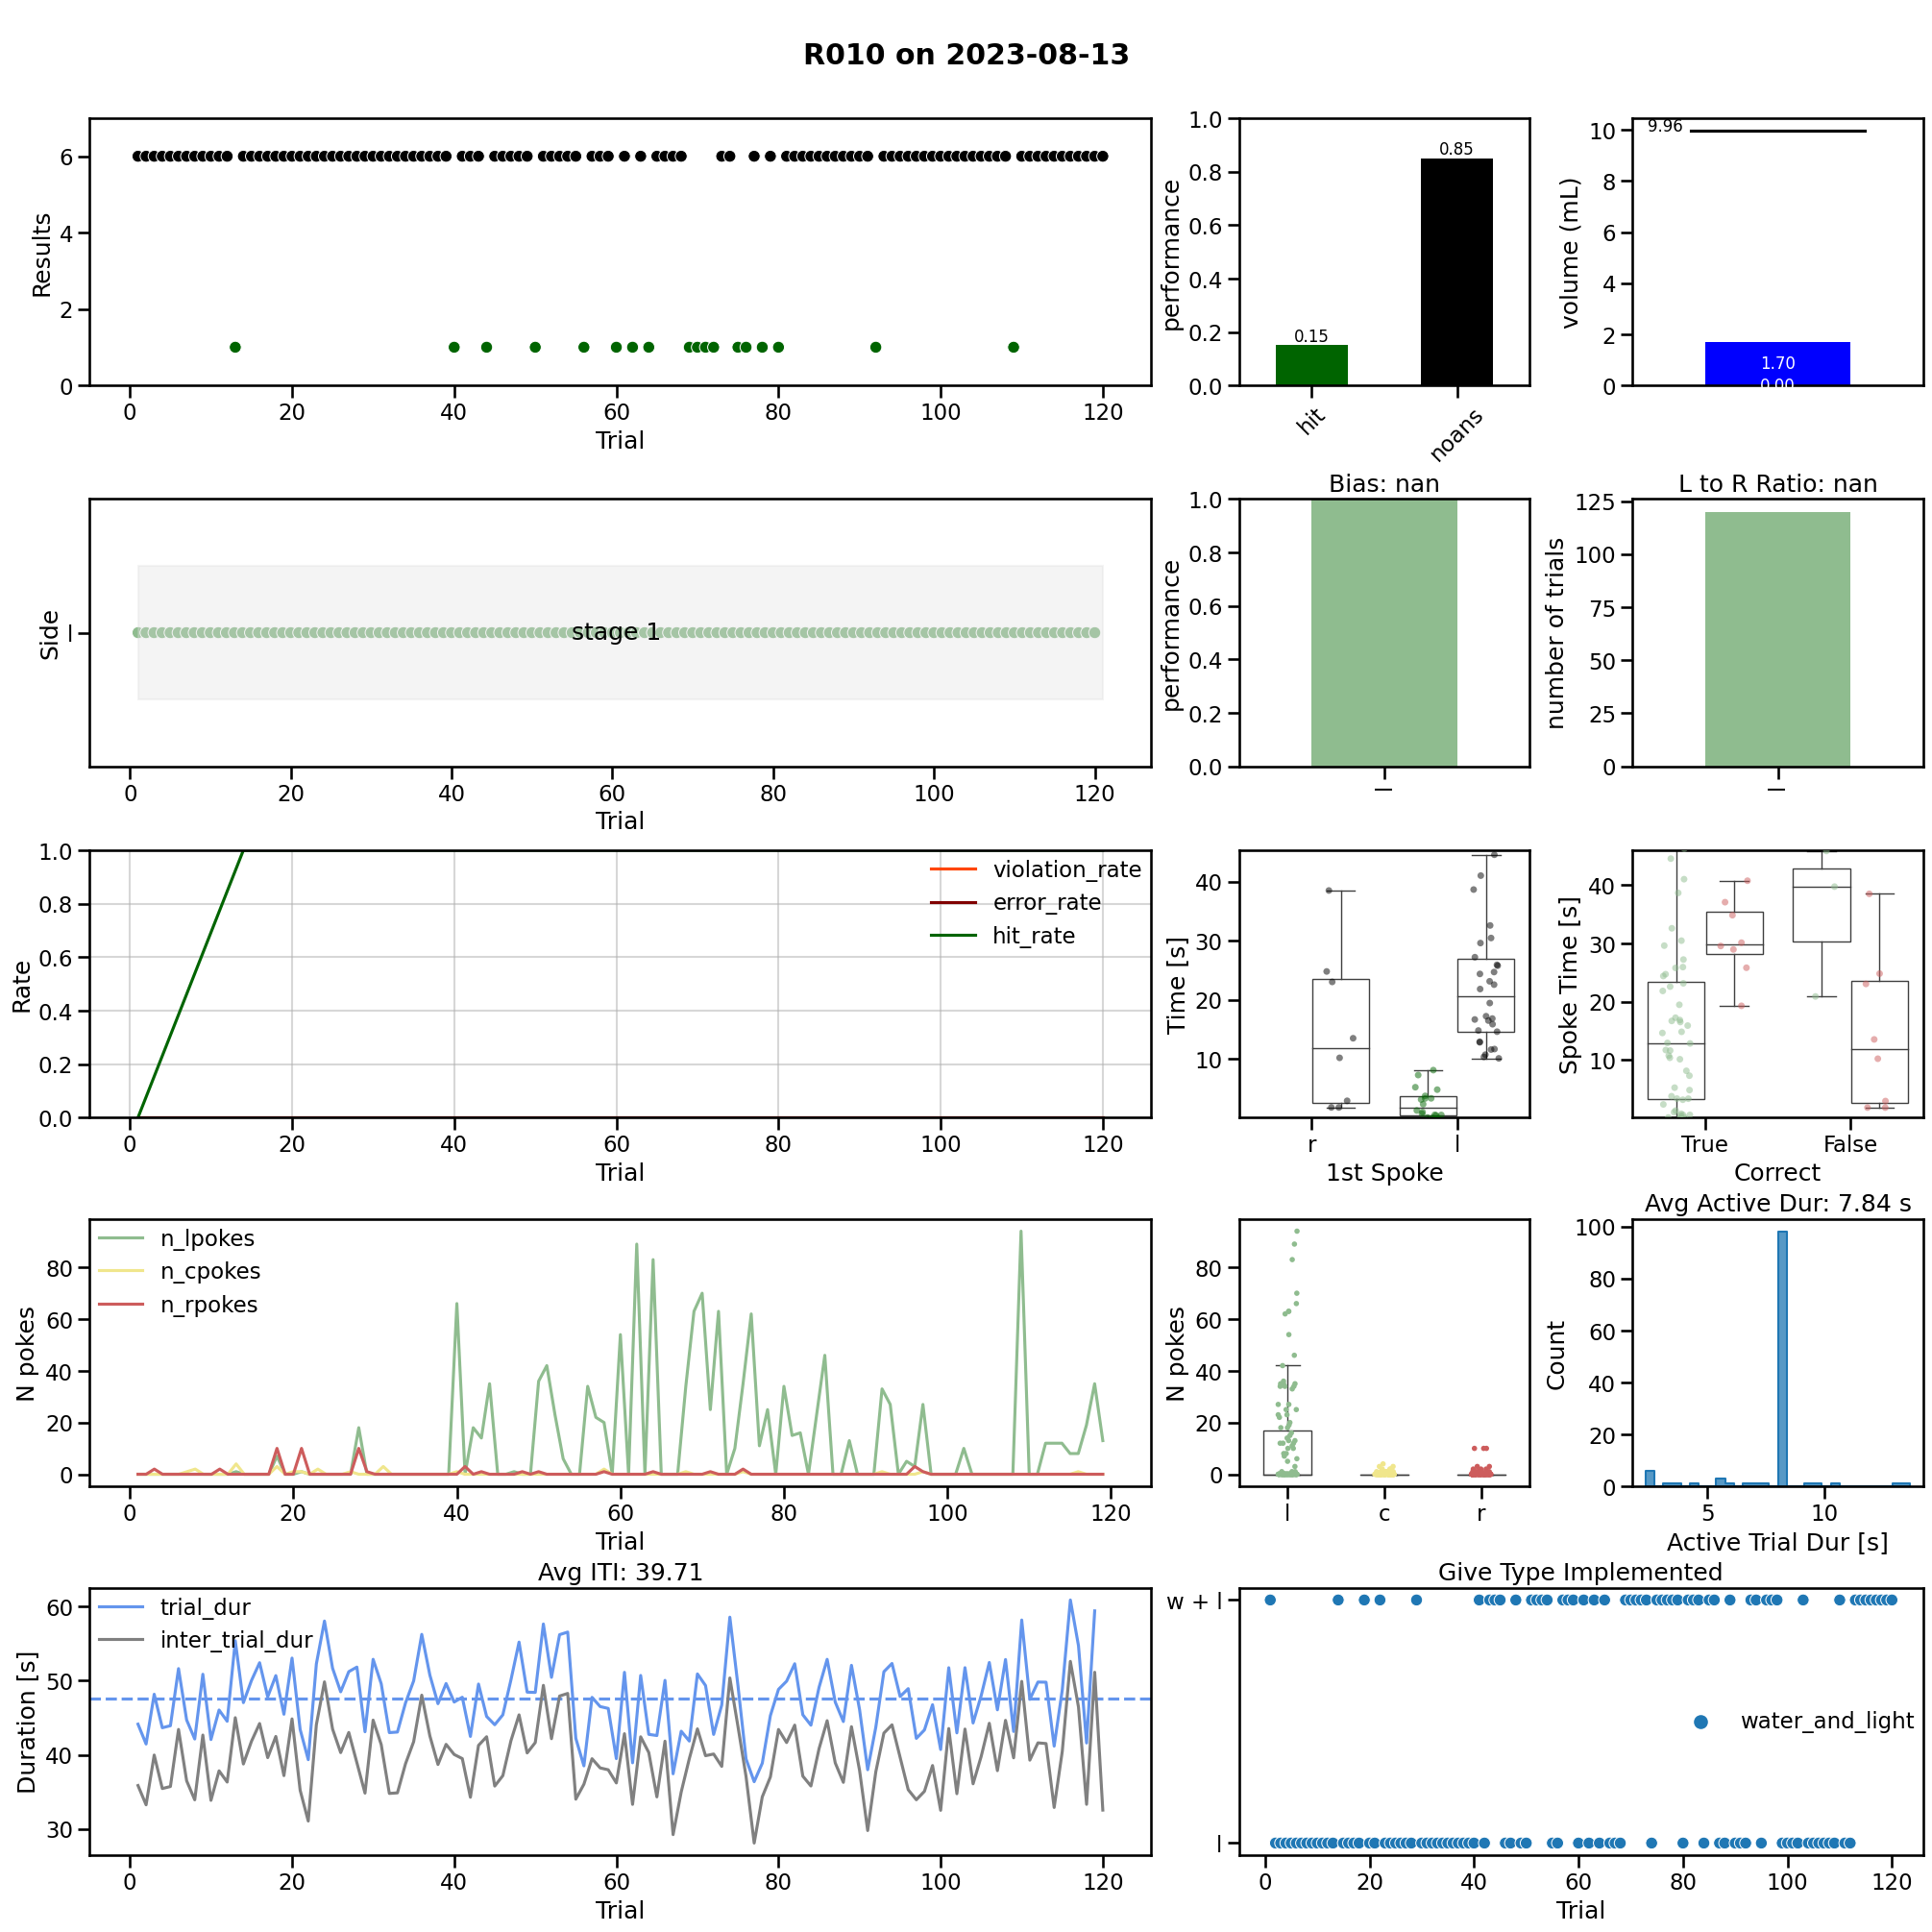 R010 on 2023-08-13
Results
6
4
2
0
0 20 40 60 80 100 120
Trial
performance
1.0
0.8
0.6
0.4
0.2
0.0
0.15
0.85
hit
noans
volume (mL)
10
8
6
4
2
0
9.96
1.70
0.00
Side
l
stage 1
0 20 40 60 80 100 120
Trial
Bias: nan
performance
1.0
0.8
0.6
0.4
0.2
0.0
l
L to R Ratio: nan
number of trials
125
100
75
50
25
0
l
Rate
1.0
0.8
0.6
0.4
0.2
0.0
violation_rate
error_rate
hit_rate
0 20 40 60 80 100 120
Trial
Time [s]
40
30
20
10
r l
1st Spoke
Spoke Time [s]
40
30
20
10
True False
Correct
N pokes
80
60
40
20
0
n_lpokes
n_cpokes
n_rpokes
0 20 40 60 80 100 120
Trial
N pokes
80
60
40
20
0
l c r
Avg Active Dur: 7.84 s
Count
100
80
60
40
20
0
5 10
Active Trial Dur [s]
Avg ITI: 39.71
Duration [s]
60
50
40
30
trial_dur
inter_trial_dur
0 20 40 60 80 100 120
Trial
Give Type Implemented
w + l
l
water_and_light
0 20 40 60 80 100 120
Trial